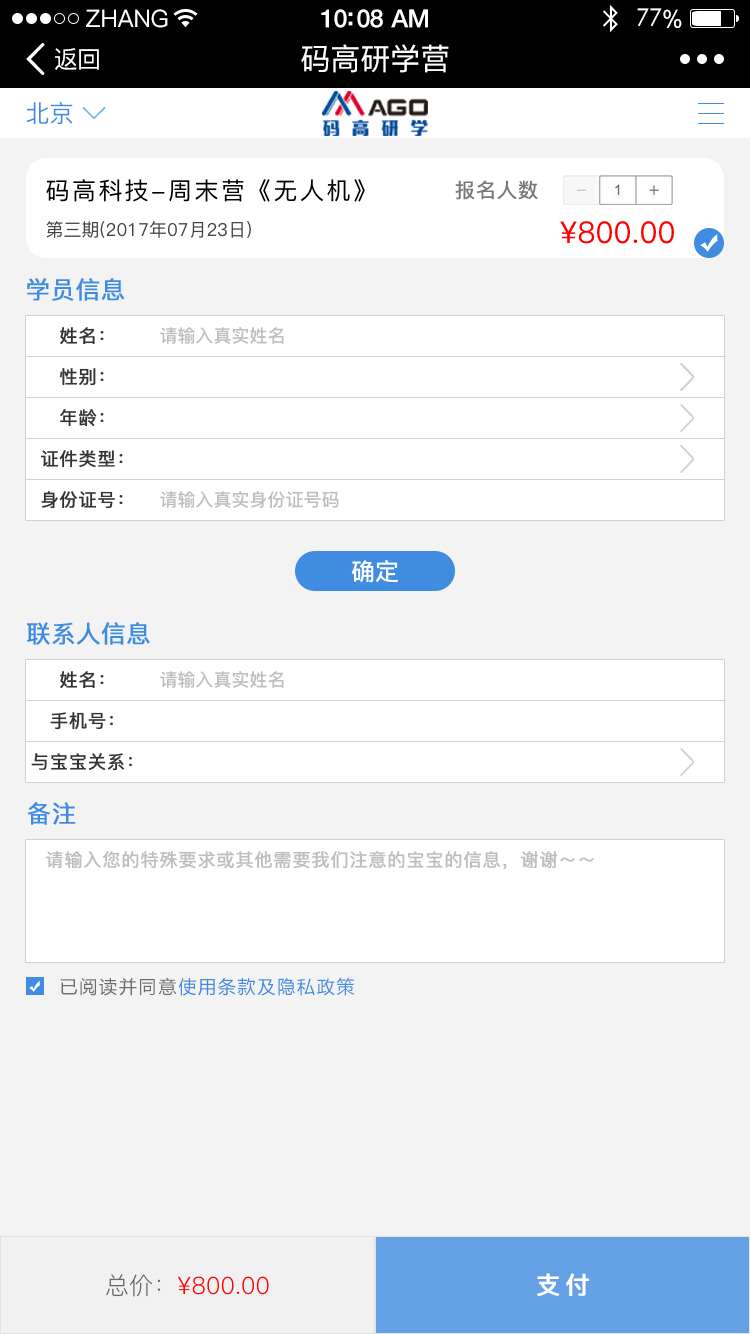 ZHANG 10:08 AM 77%
返回 码高研学营
北京 MAGO
码高研学
码高科技-周末营《无人机》 报名人数 － 1 ＋
第三期(2017年07月23日) ¥800.00
学员信息
姓名： 请输入真实姓名
性别：
年龄：
证件类型：
身份证号： 请输入真实身份证号码
确定
联系人信息
姓名： 请输入真实姓名
手机号：
与宝宝关系：
备注
请输入您的特殊要求或其他需要我们注意的宝宝的信息，谢谢～～
已阅读并同意使用条款及隐私政策
总价：¥800.00 支付